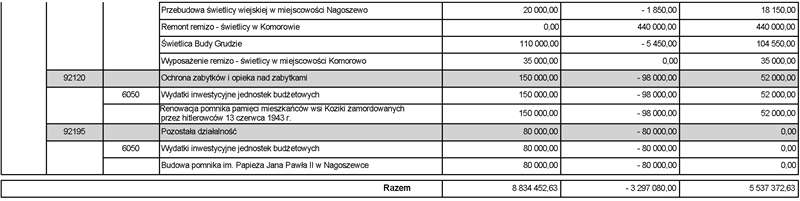 Przebudowa świetlicy wiejskiej w miejscowości Nagoszewo 20 000,00 - 1 850,00 18 150,00
Remont remizo - świetlicy w Komorowie 0,00 440 000,00 440 000,00
Świetlica Budy Grudzie 110 000,00 - 5 450,00 104 550,00
Wyposażenie remizo - świetlicy w miejscowości Komorowo 35 000,00 0,00 35 000,00
92120 Ochrona zabytków i opieka nad zabytkami 150 000,00 - 98 000,00 52 000,00
6050 Wydatki inwestycyjne jednostek budżetowych 150 000,00 - 98 000,00 52 000,00
Renowacja pomnika pamięci mieszkańców wsi Koziki zamordowanych
przez hitlerowców 13 czerwca 1943 r. 150 000,00 - 98 000,00 52 000,00
92195 Pozostała działalność 80 000,00 - 80 000,00 0,00
6050 Wydatki inwestycyjne jednostek budżetowych 80 000,00 - 80 000,00 0,00
Budowa pomnika im. Papieża Jana Pawła II w Nagoszewce 80 000,00 - 80 000,00 0,00
Razem 8 834 452,63 - 3 297 080,00 5 537 372,63